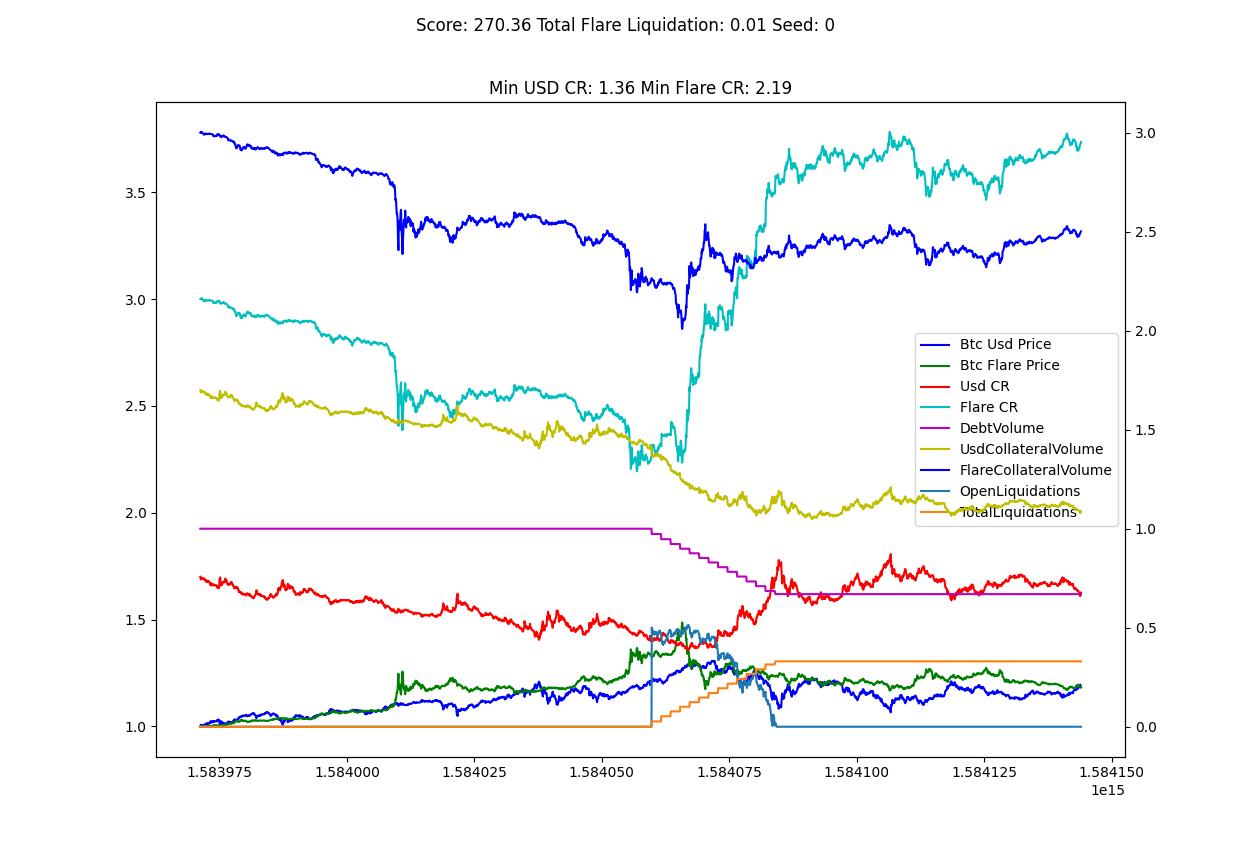 Score: 270.36 Total Flare Liquidation: 0.01 Seed: 0
Min USD CR: 1.36 Min Flare CR: 2.19
3.5
3.0
2.5
2.0
1.5
1.0
3.0
2.5
2.0
1.5
1.0
0.5
0.0
Btc Usd Price
Btc Flare Price
Usd CR
Flare CR
DebtVolume
UsdCollateralVolume
FlareCollateralVolume
OpenLiquidations
TotalLiquidations
1.583975 1.584000 1.584025 1.584050 1.584075 1.584100 1.584125 1.584150
1e15